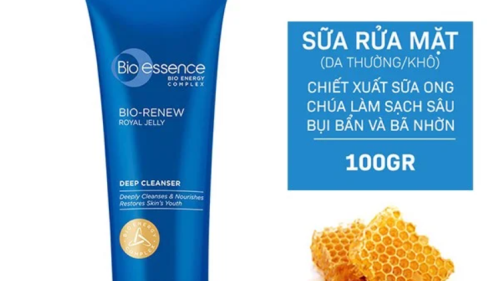 Bio essence
BIO ENERGY
COMPLEX
BIO-RENEW
ROYAL JELLY
DEEP CLEANSER
Deeply Cleanses & Nourishes
Restores Skin's Youth
SỮA RỬA MẶT
(DA THƯỜNG/KHÔ)
CHIẾT XUẤT SỮA ONG
CHÚA LÀM SẠCH SÂU
BỤI BẨN VÀ BÃ NHỜN
100GR